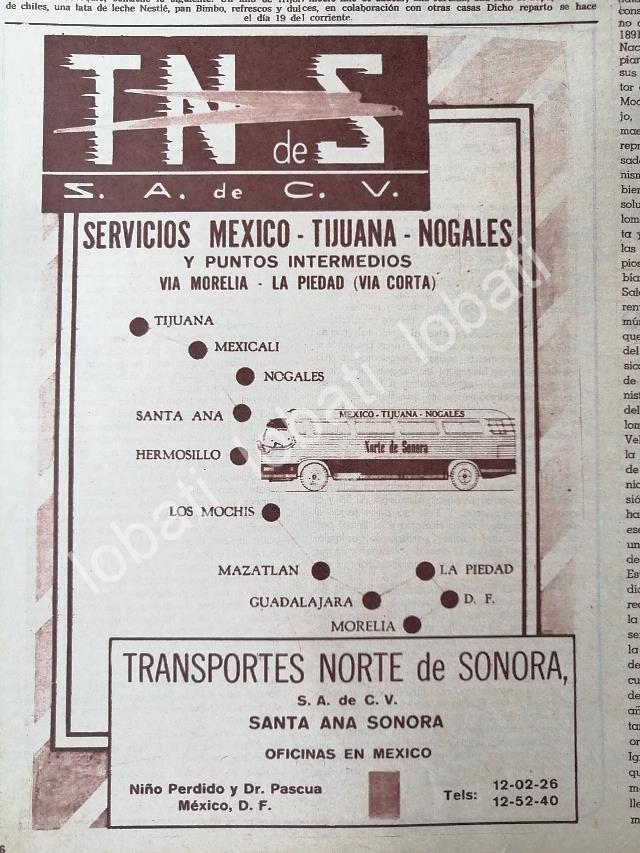 de chiles, una lata de leche Nestlé, pan Bimbo, refrescos y dulces, en colaboración con otras casas Dicho reparto se hace
el día 19 del corriente.
TN de S
S. A. de C. V.
SERVICIOS MEXICO - TIJUANA - NOGALES
Y PUNTOS INTERMEDIOS
VIA MORELIA - LA PIEDAD (VIA CORTA)
TIJUANA
MEXICALI
NOGALES
SANTA ANA
MEXICO - TIJUANA - NOGALES
Norte de Sonora
HERMOSILLO
LOS MOCHIS
MAZATLAN
LA PIEDAD
GUADALAJARA
D. F.
MORELIA
TRANSPORTES NORTE de SONORA,
S. A. de C. V.
SANTA ANA SONORA
OFICINAS EN MEXICO
Niño Perdido y Dr. Pascua
México, D. F.
Tels: 12-02-26
12-52-40
lobati lobati lobati lobati